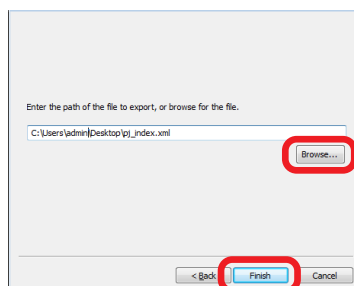 Enter the path of the file to export, or browse for the file.
C:\Users\admin\Desktop\pj_index.xml
Browse...
< Back Finish Cancel